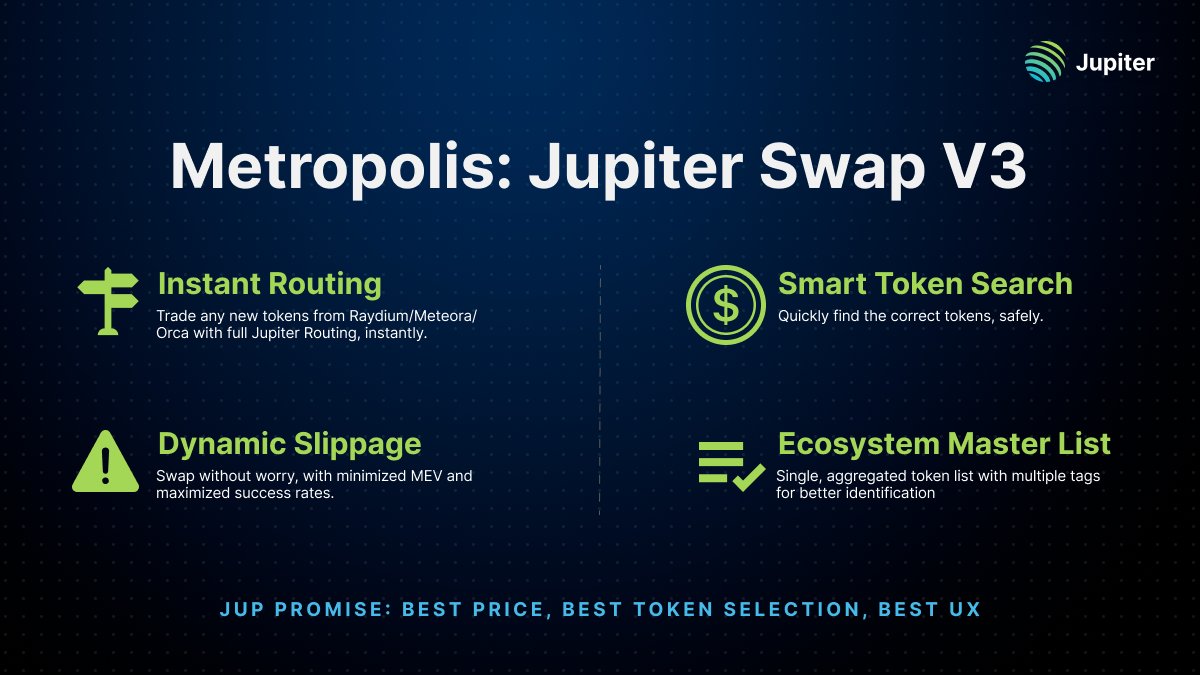 Jupiter
Metropolis: Jupiter Swap V3
Instant Routing
Trade any new tokens from Raydium/Meteora/
Orca with full Jupiter Routing, instantly.
Smart Token Search
Quickly find the correct tokens, safely.
Dynamic Slippage
Swap without worry, with minimized MEV and
maximized success rates.
Ecosystem Master List
Single, aggregated token list with multiple tags
for better identification
JUP PROMISE: BEST PRICE, BEST TOKEN SELECTION, BEST UX